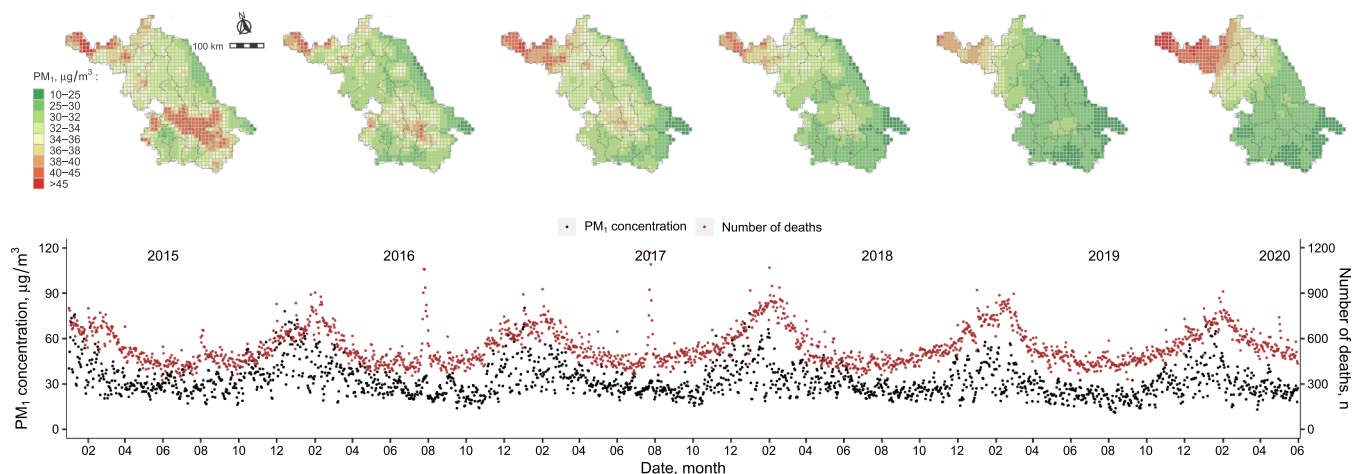 N
100 km
PM₁, μg/m³ :
10−25
25−30
30−32
32−34
34−36
36−38
38−40
40−45
>45
PM₁ concentration
Number of deaths
PM₁ concentration, μg/m³
120
90
60
30
0
2015
2016
2017
2018
2019
2020
1200
900
600
300
0
Number of deaths, n
02 04 06 08 10 12 02 04 06 08 10 12 02 04 06 08 10 12 02 04 06 08 10 12 02 04 06 08 10 12 02 04 06
Date, month